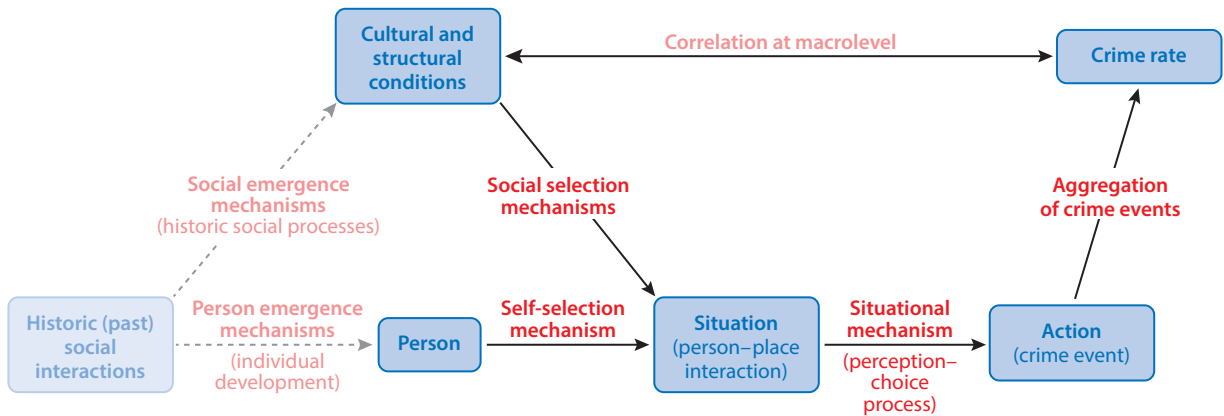 Cultural and
structural
conditions
Correlation at macrolevel
Crime rate
Social emergence
mechanisms
(historic social processes)
Social selection
mechanisms
Aggregation
of crime events
Historic (past)
social
interactions
Person emergence
mechanisms
(individual
development)
Person
Self-selection
mechanism
Situation
(person–place
interaction)
Situational
mechanism
(perception–
choice
process)
Action
(crime event)